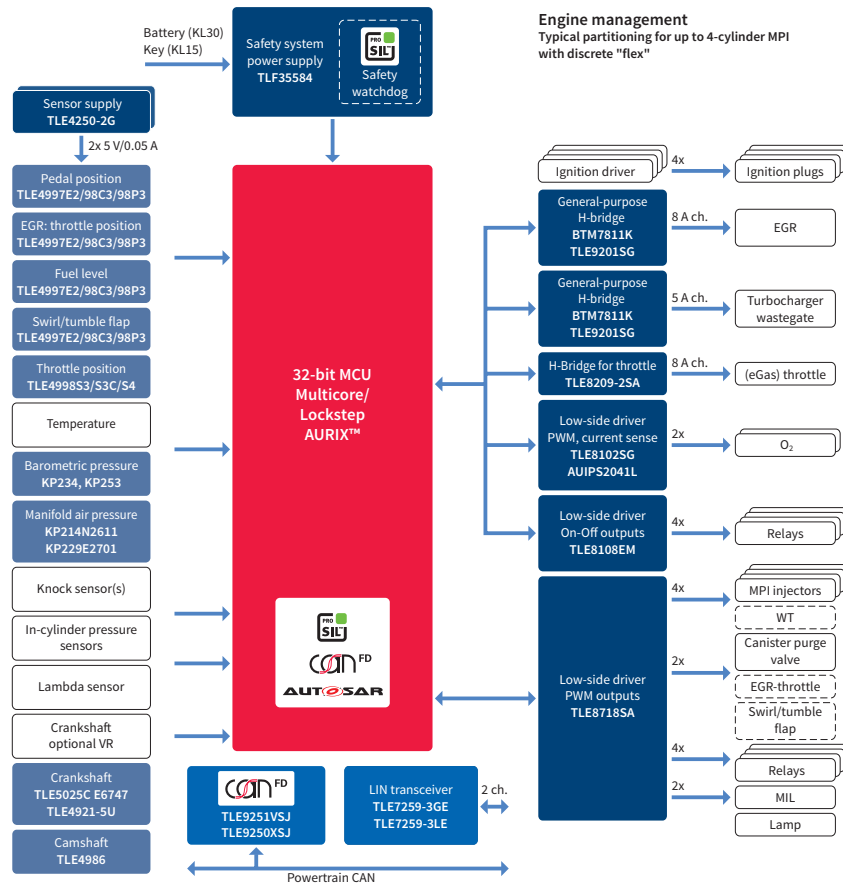 Engine management
Typical partitioning for up to 4-cylinder MPI
with discrete "flex"
Battery (KL30)
Key (KL15)
Safety system
power supply
TLF35584
PRO
SIL™
Safety
watchdog
Sensor supply
TLE4250-2G
2x 5 V/0.05 A
Pedal position
TLE4997E2/98C3/98P3
EGR: throttle position
TLE4997E2/98C3/98P3
Fuel level
TLE4997E2/98C3/98P3
Swirl/tumble flap
TLE4997E2/98C3/98P3
Throttle position
TLE4998S3/S3C/S4
Temperature
Barometric pressure
KP234, KP253
Manifold air pressure
KP214N2611
KP229E2701
Knock sensor(s)
In-cylinder pressure
sensors
Lambda sensor
Crankshaft
optional VR
Crankshaft
TLE5025C E6747
TLE4921-5U
Camshaft
TLE4986
32-bit MCU
Multicore/
Lockstep
AURIX™
PRO
SIL™
CAN FD
AUTOSAR
CAN FD
TLE9251VSJ
TLE9250XSJ
LIN transceiver
TLE7259-3GE
TLE7259-3LE
2 ch.
Powertrain CAN
Ignition driver
4x
Ignition plugs
General-purpose
H-bridge
BTM7811K
TLE9201SG
8 A ch.
EGR
General-purpose
H-bridge
BTM7811K
TLE9201SG
5 A ch.
Turbocharger
wastegate
H-Bridge for throttle
TLE8209-2SA
8 A ch.
(eGas) throttle
Low-side driver
PWM, current sense
TLE8102SG
AUIPS2041L
2x
O₂
Low-side driver
On-Off outputs
TLE8108EM
4x
Relays
Low-side driver
PWM outputs
TLE8718SA
4x
MPI injectors
WT
2x
Canister purge
valve
EGR-throttle
Swirl/tumble
flap
4x
Relays
2x
MIL
Lamp